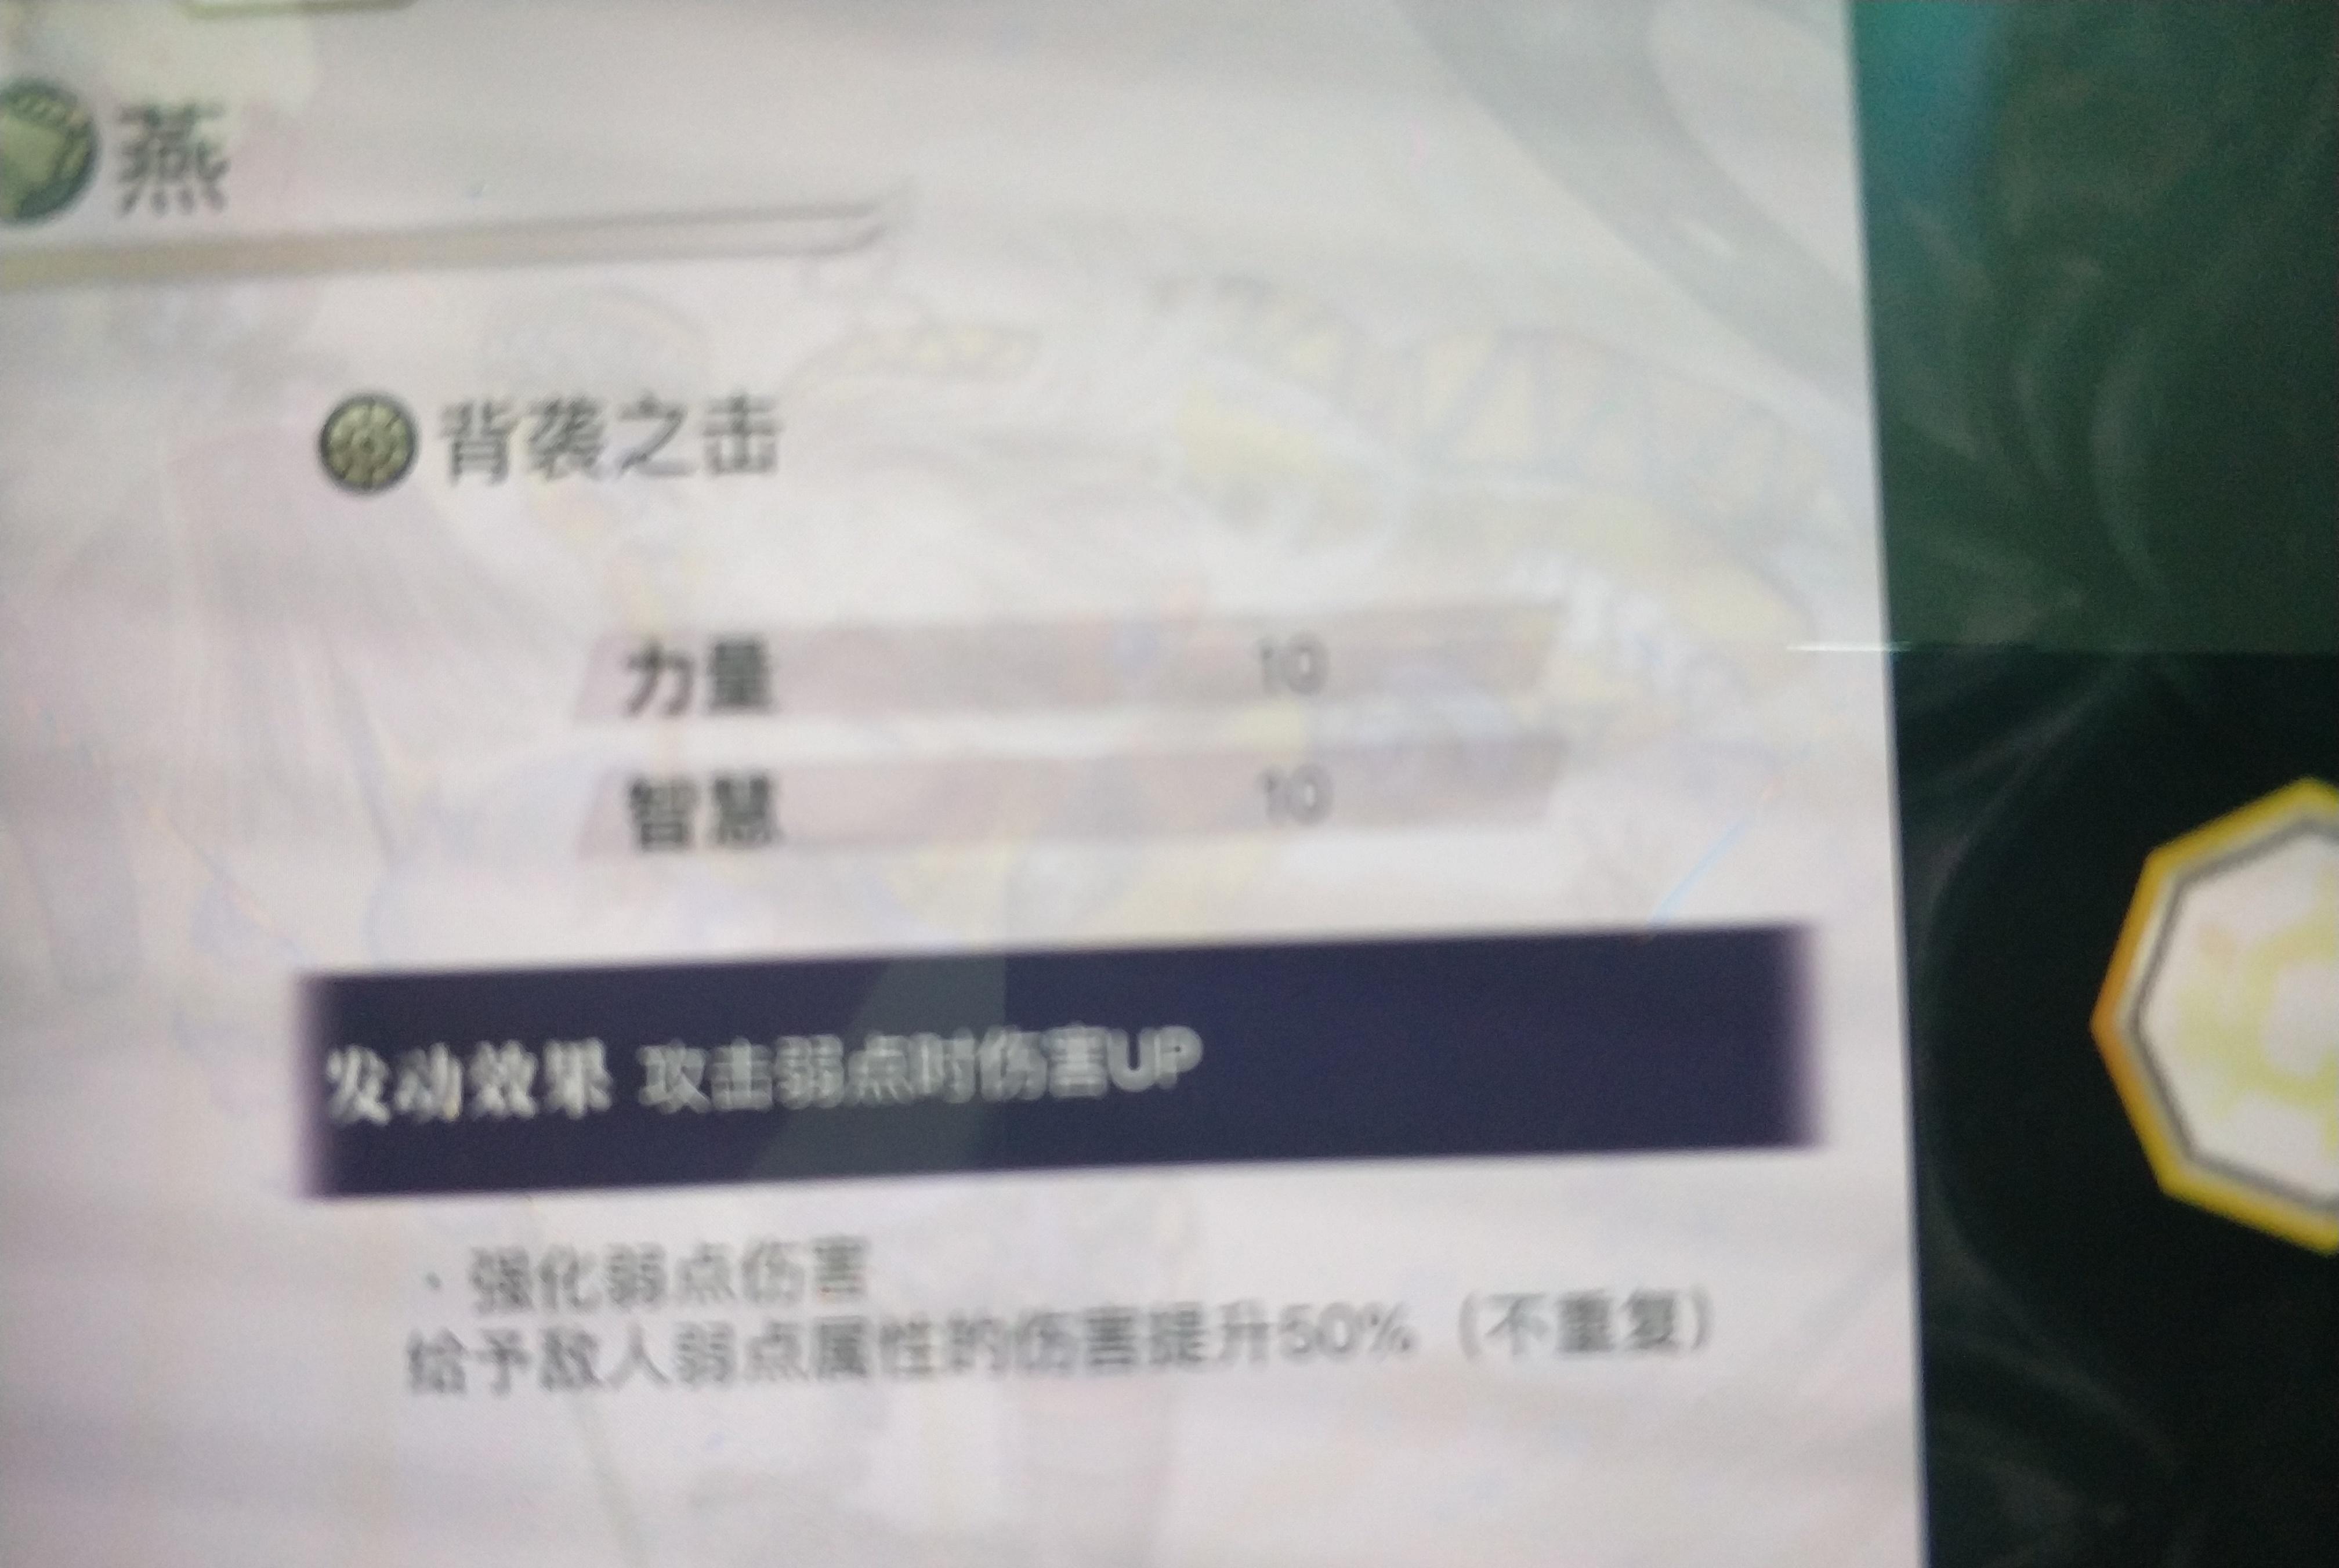 燕
背袭之击
力量 10
智慧 10
发动效果 攻击弱点时伤害UP
· 强化弱点伤害
给予敌人弱点属性的伤害提升50%（不重复）